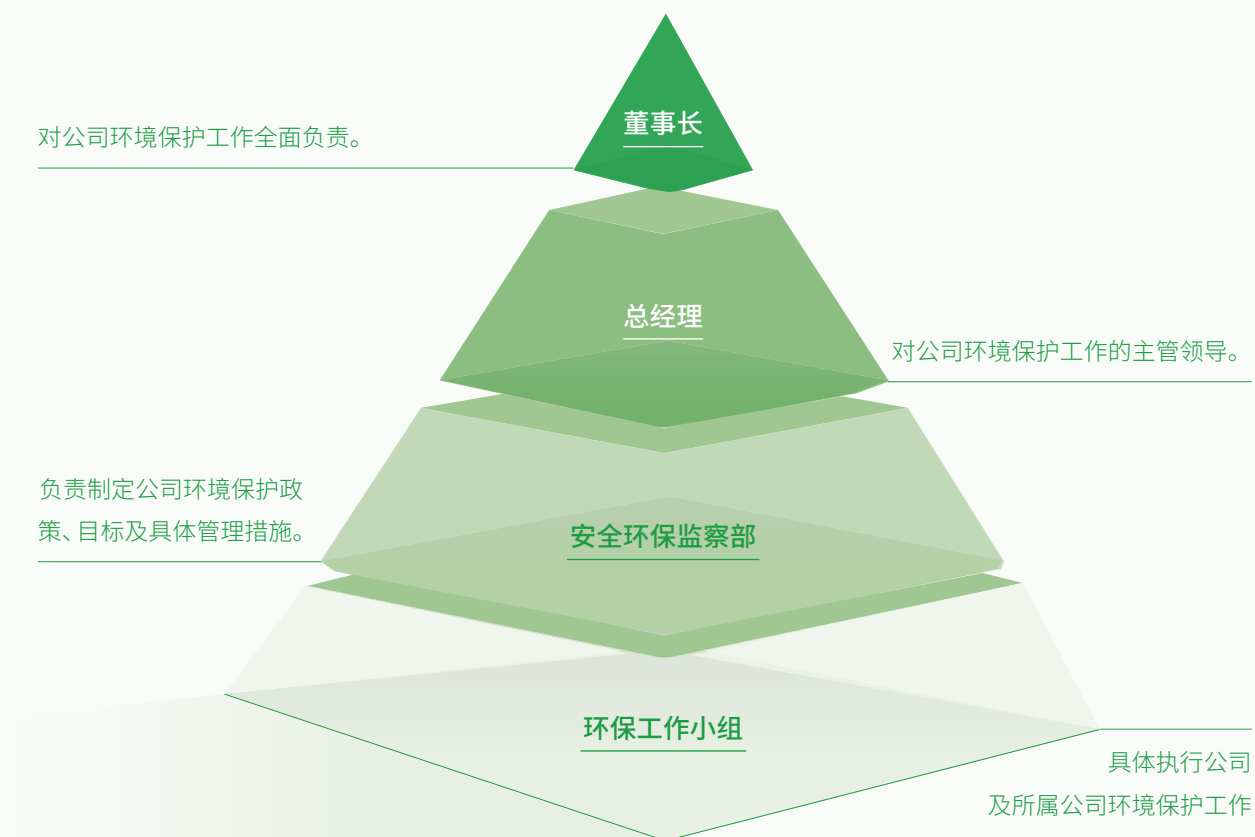 董事长
对公司环境保护工作全面负责。
总经理
对公司环境保护工作的主管领导。
负责制定公司环境保护政
策、目标及具体管理措施。
安全环保监察部
环保工作小组
具体执行公司
及所属公司环境保护工作